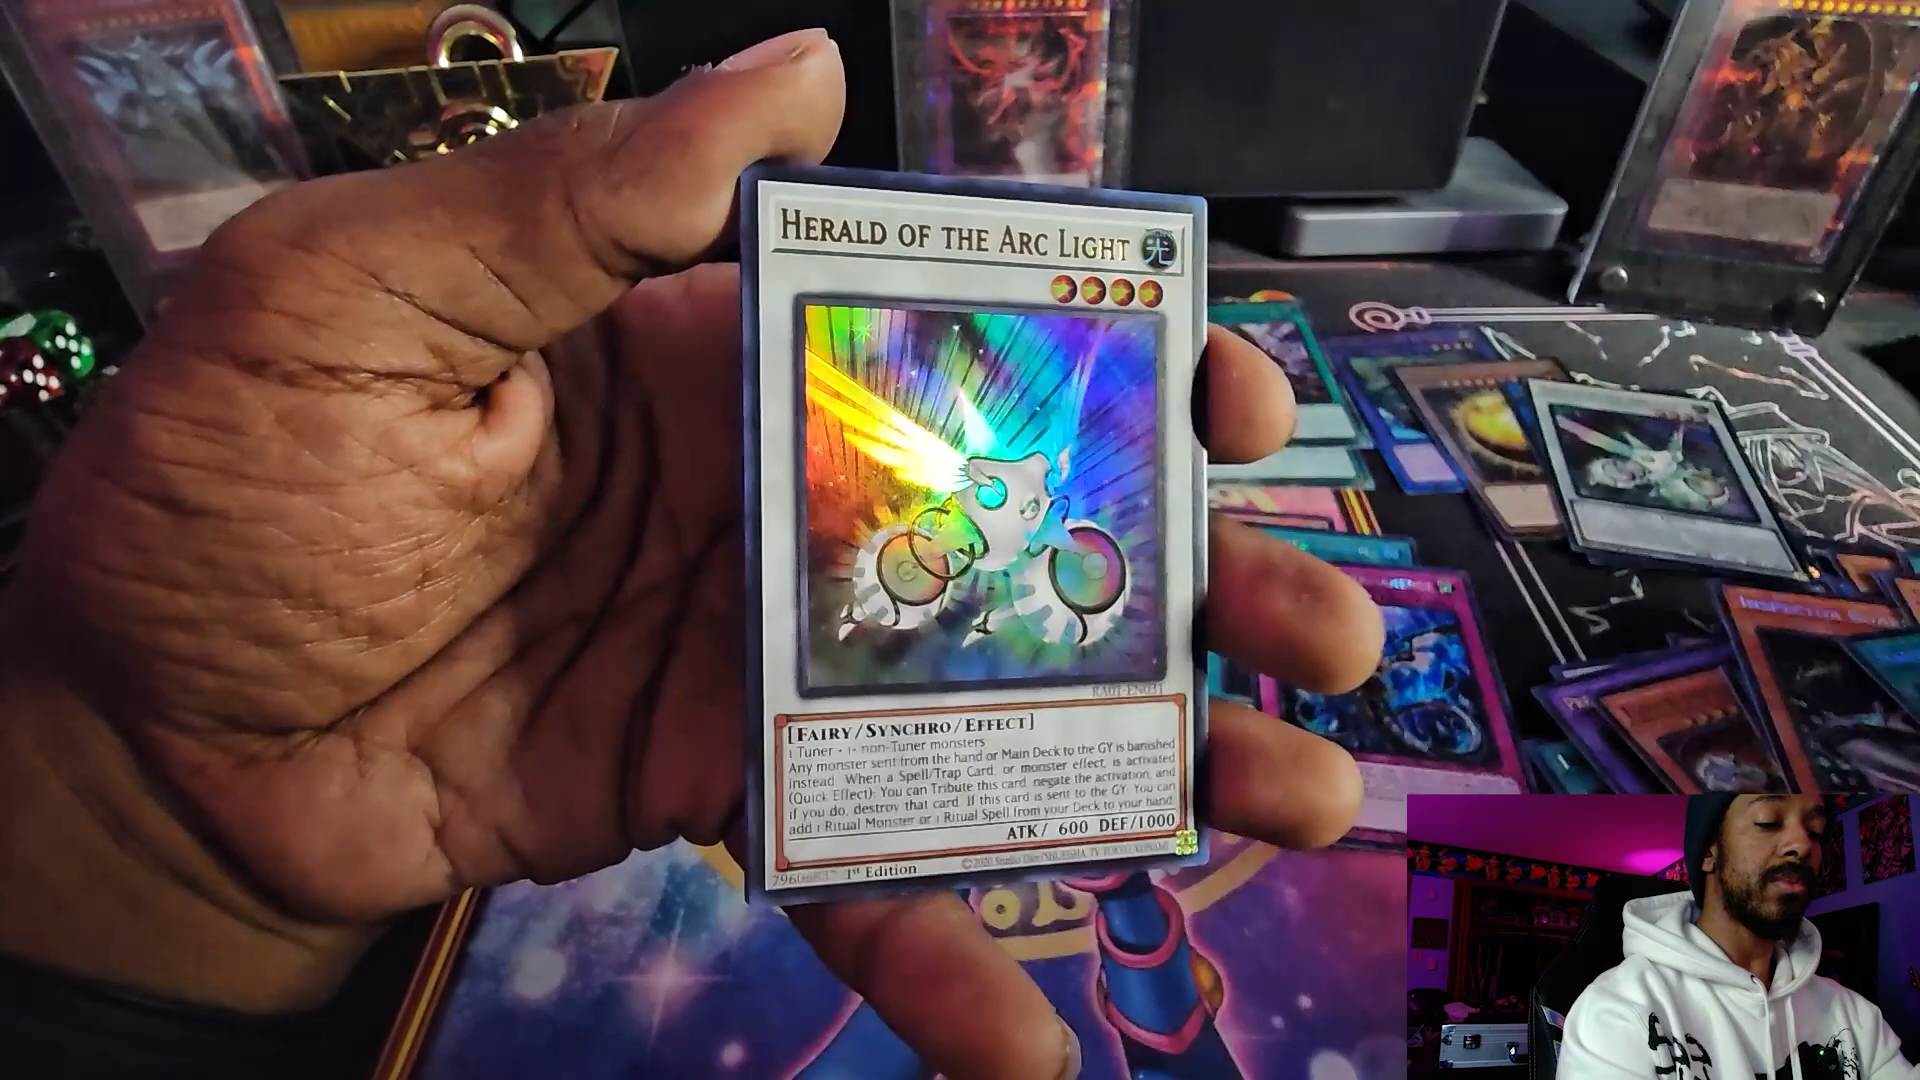 HERALD OF THE ARC LIGHT 光
RA01-EN031
[FAIRY/SYNCHRO/EFFECT]
1 Tuner + 1+ non-Tuner monsters
Any monster sent from the hand or Main Deck to the GY is banished
instead. When a Spell/Trap Card, or monster effect, is activated
(Quick Effect): You can Tribute this card; negate the activation, and
if you do, destroy that card. If this card is sent to the GY: You can
add 1 Ritual Monster or 1 Ritual Spell from your Deck to your hand.
ATK/ 600 DEF/1000
1st Edition
INSPECTOR